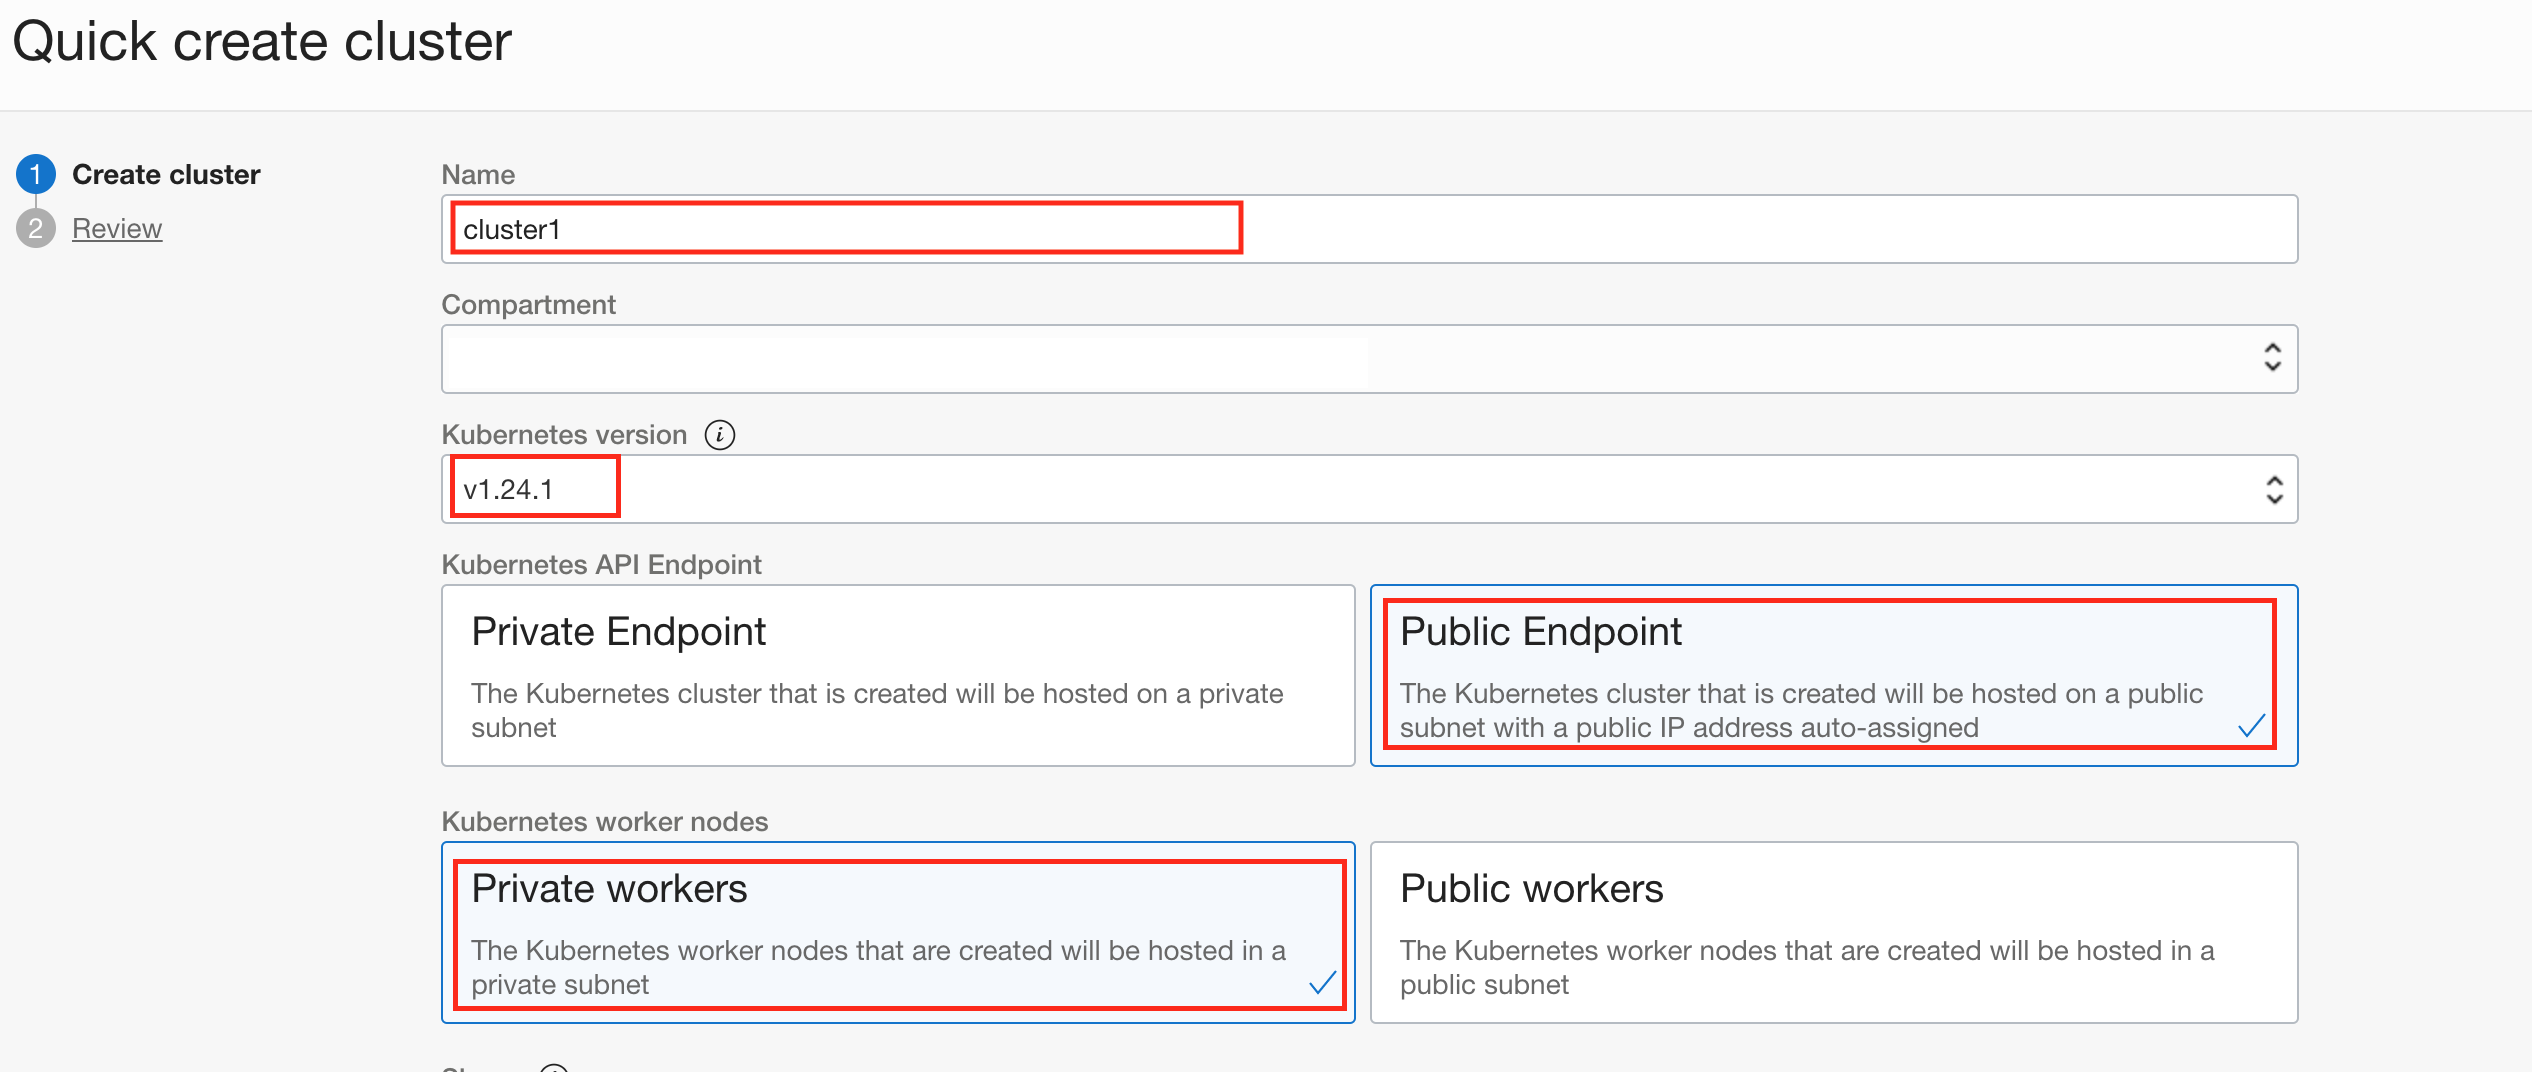 Quick create cluster
1 Create cluster
2 Review
Name
cluster1
Compartment
Kubernetes version i
v1.24.1
Kubernetes API Endpoint
Private Endpoint
The Kubernetes cluster that is created will be hosted on a private
subnet
Public Endpoint
The Kubernetes cluster that is created will be hosted on a public
subnet with a public IP address auto-assigned
Kubernetes worker nodes
Private workers
The Kubernetes worker nodes that are created will be hosted in a
private subnet
Public workers
The Kubernetes worker nodes that are created will be hosted in a
public subnet